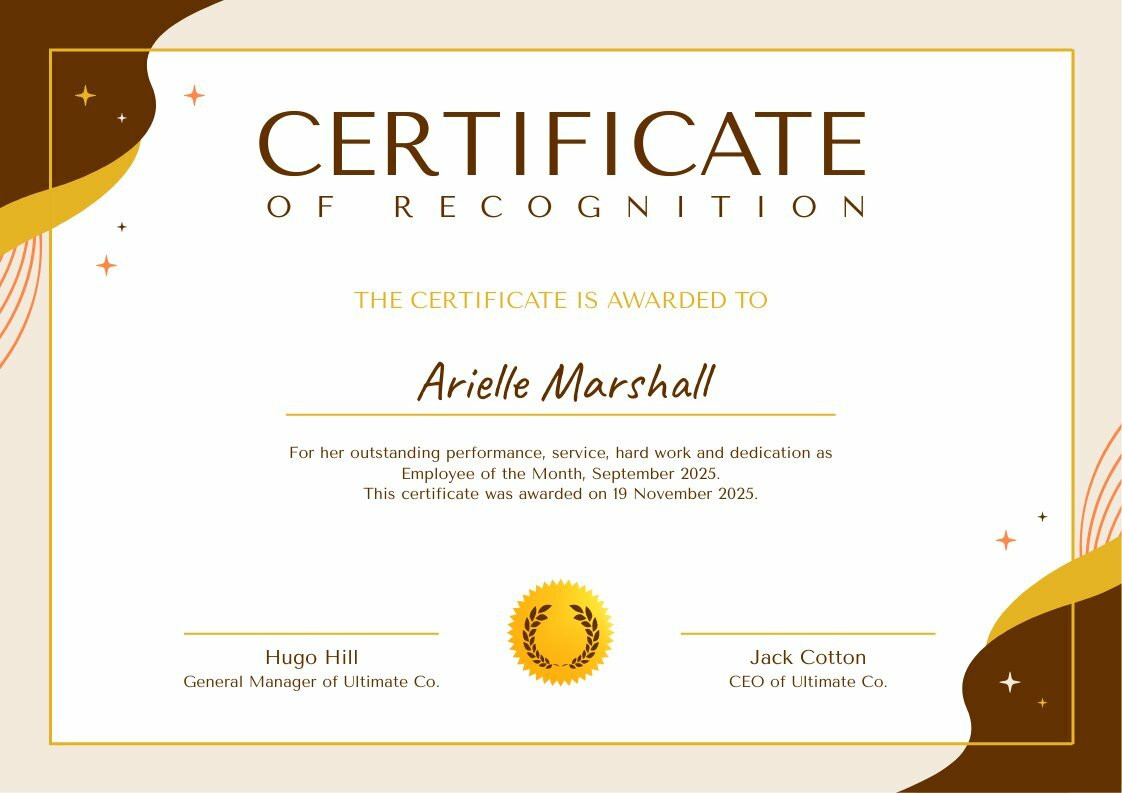 CERTIFICATE
OF RECOGNITION
THE CERTIFICATE IS AWARDED TO
Arielle Marshall
For her outstanding performance, service, hard work and dedication as
Employee of the Month, September 2025.
This certificate was awarded on 19 November 2025.
Hugo Hill
General Manager of Ultimate Co.
Jack Cotton
CEO of Ultimate Co.